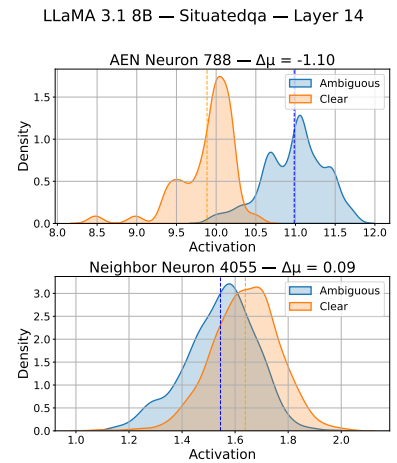 LLaMA 3.1 8B — Situatedqa — Layer 14
AEN Neuron 788 — Δμ = -1.10
Density
1.5
1.0
0.5
0.0
Ambiguous
Clear
8.0 8.5 9.0 9.5 10.0 10.5 11.0 11.5 12.0
Activation
Neighbor Neuron 4055 — Δμ = 0.09
Density
3.0
2.5
2.0
1.5
1.0
0.5
0.0
Ambiguous
Clear
1.0 1.2 1.4 1.6 1.8 2.0
Activation